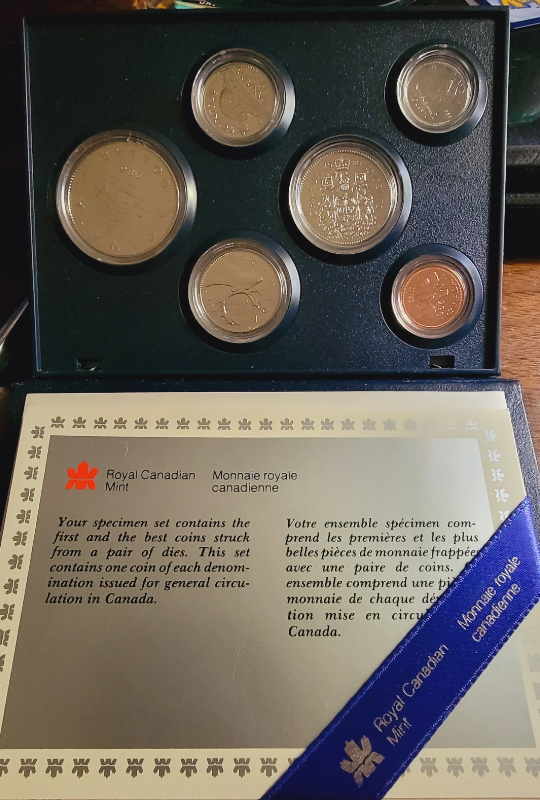 Royal Canadian
Mint
Monnaie royale
canadienne
Your specimen set contains the
first and the best coins struck
from a pair of dies. This set
contains one coin of each denom-
ination issued for general circu-
lation in Canada.
Votre ensemble spécimen com-
prend les premières et les plus
belles pièces de monnaie frappées
avec une paire de coins.
ensemble comprend une
monnaie de chaque
tion mise en
Canada.
Royal Canadian
Mint
Monnaie royale
canadienne